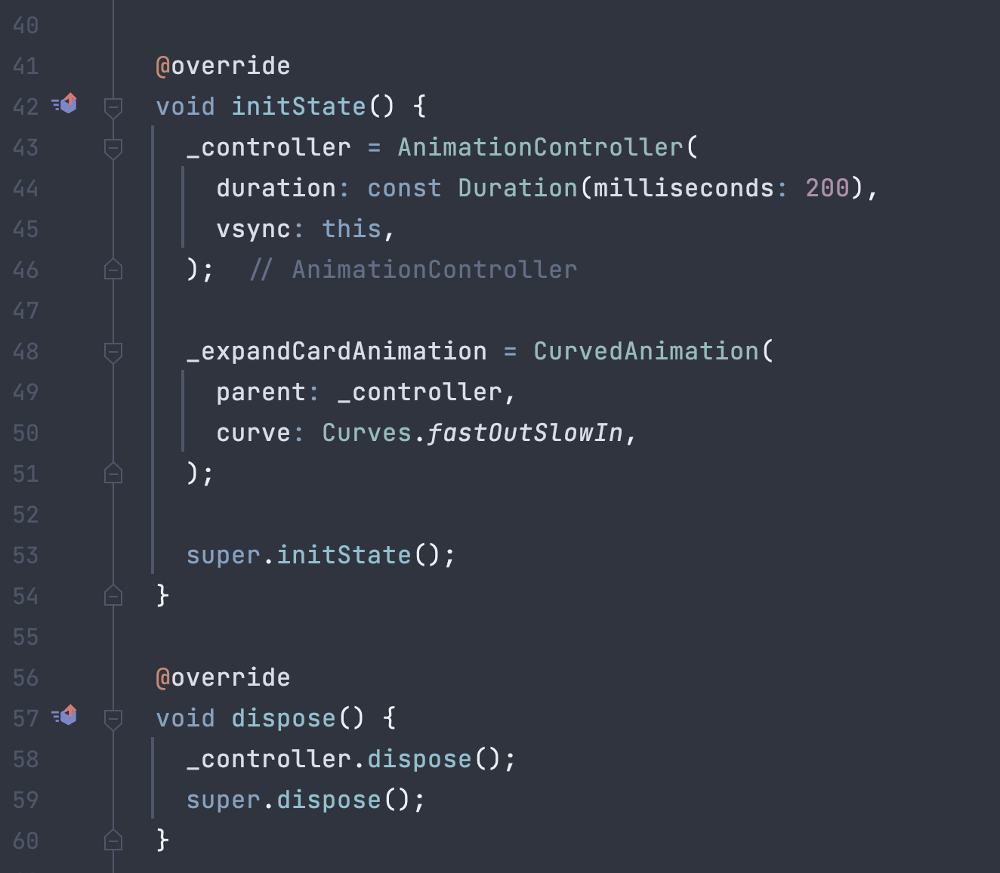 40
41 @override
42 void initState() {
43 _controller = AnimationController(
44 duration: const Duration(milliseconds: 200),
45 vsync: this,
46 ); // AnimationController
47
48 _expandCardAnimation = CurvedAnimation(
49 parent: _controller,
50 curve: Curves.fastOutSlowIn,
51 );
52
53 super.initState();
54 }
55
56 @override
57 void dispose() {
58 _controller.dispose();
59 super.dispose();
60 }